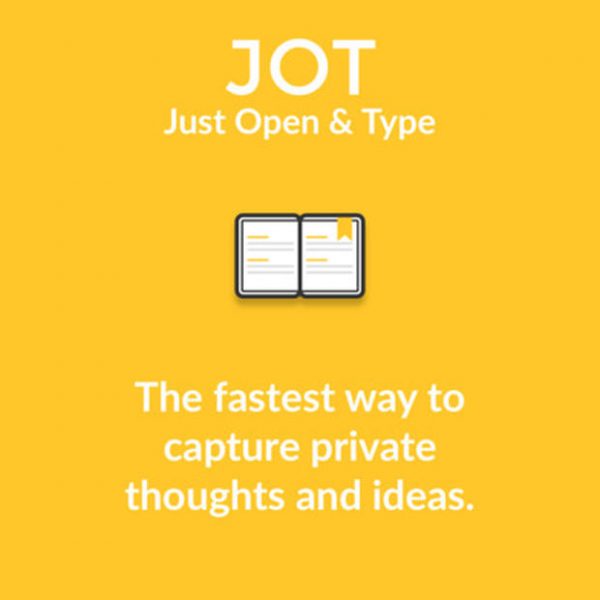 JOT
Just Open & Type
The fastest way to
capture private
thoughts and ideas.